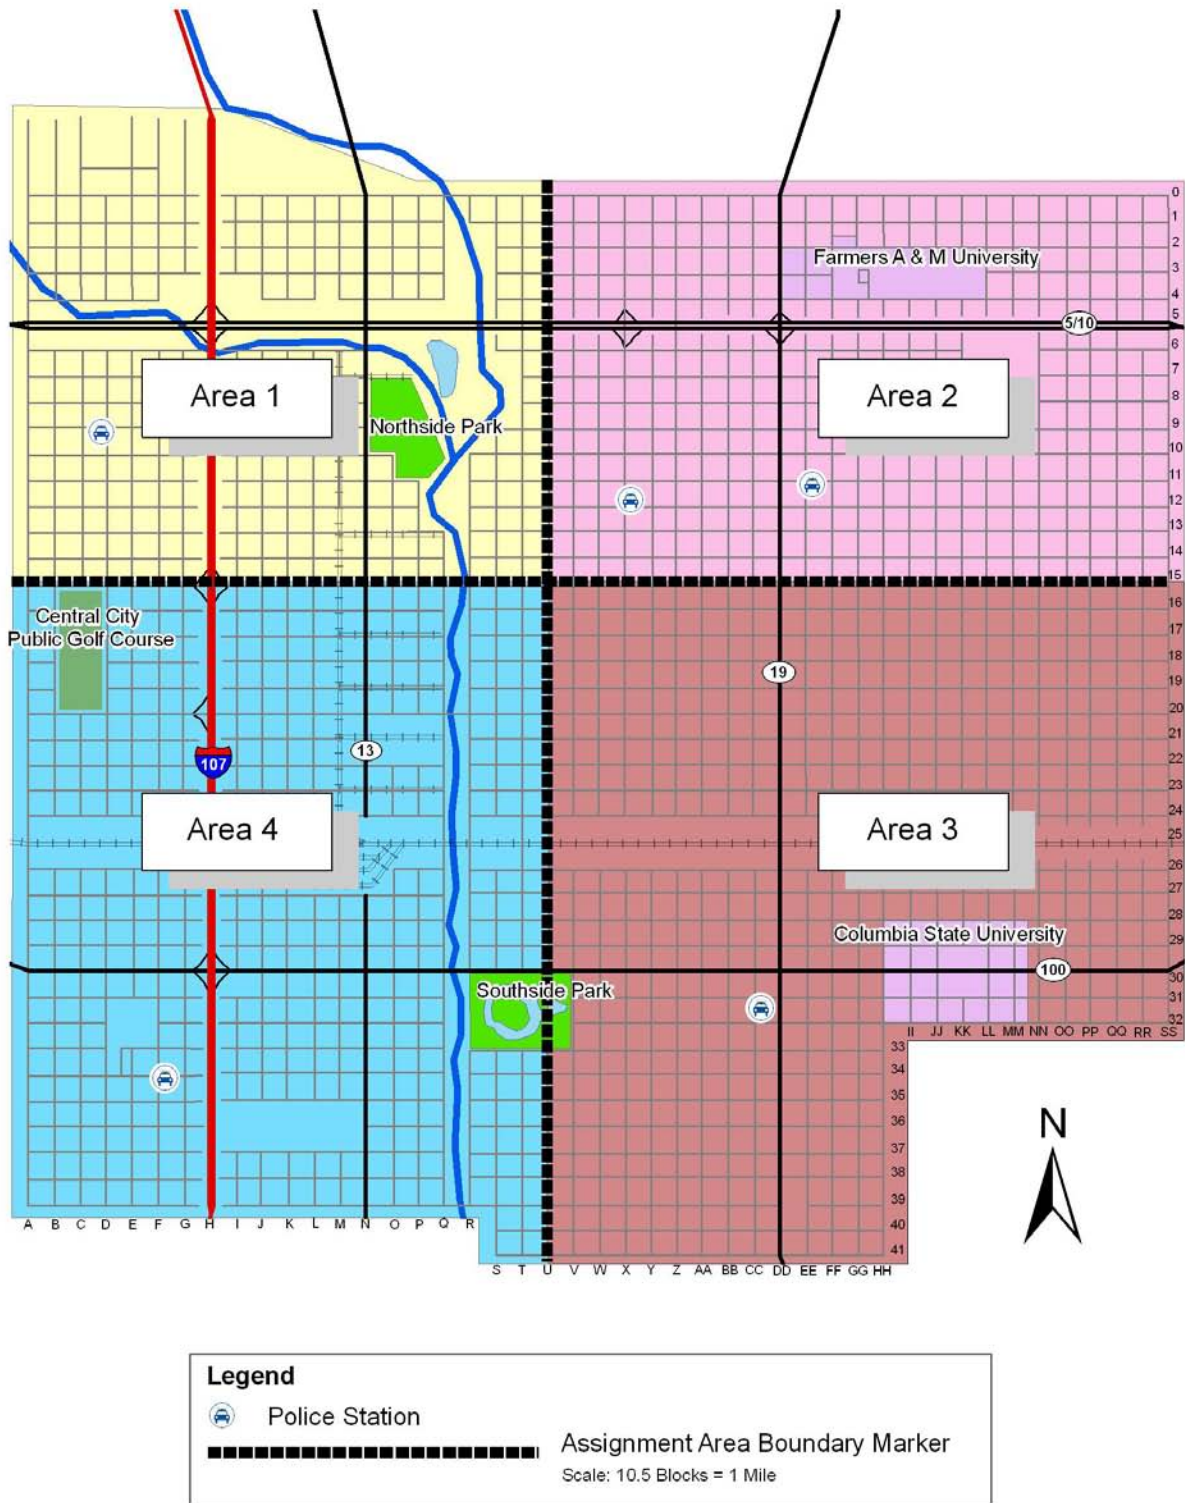 0
1
2
Farmers A & M University
3
4
5
5/10
6
7
Area 1
Area 2
8
Northside Park
9
10
11
12
13
14
15
Central City
Public Golf Course
16
17
18
19
19
20
21
13
107
22
23
24
Area 4
Area 3
25
26
27
28
Columbia State University
29
100
30
Southside Park
31
32
II JJ KK LL MM NN OO PP QQ RR SS
33
34
35
36
37
38
39
A B C D E F G H I J K L M N O P Q R
40
41
S T U V W X Y Z AA BB CC DD EE FF GG HH
N
Legend
Police Station
Assignment Area Boundary Marker
Scale: 10.5 Blocks = 1 Mile